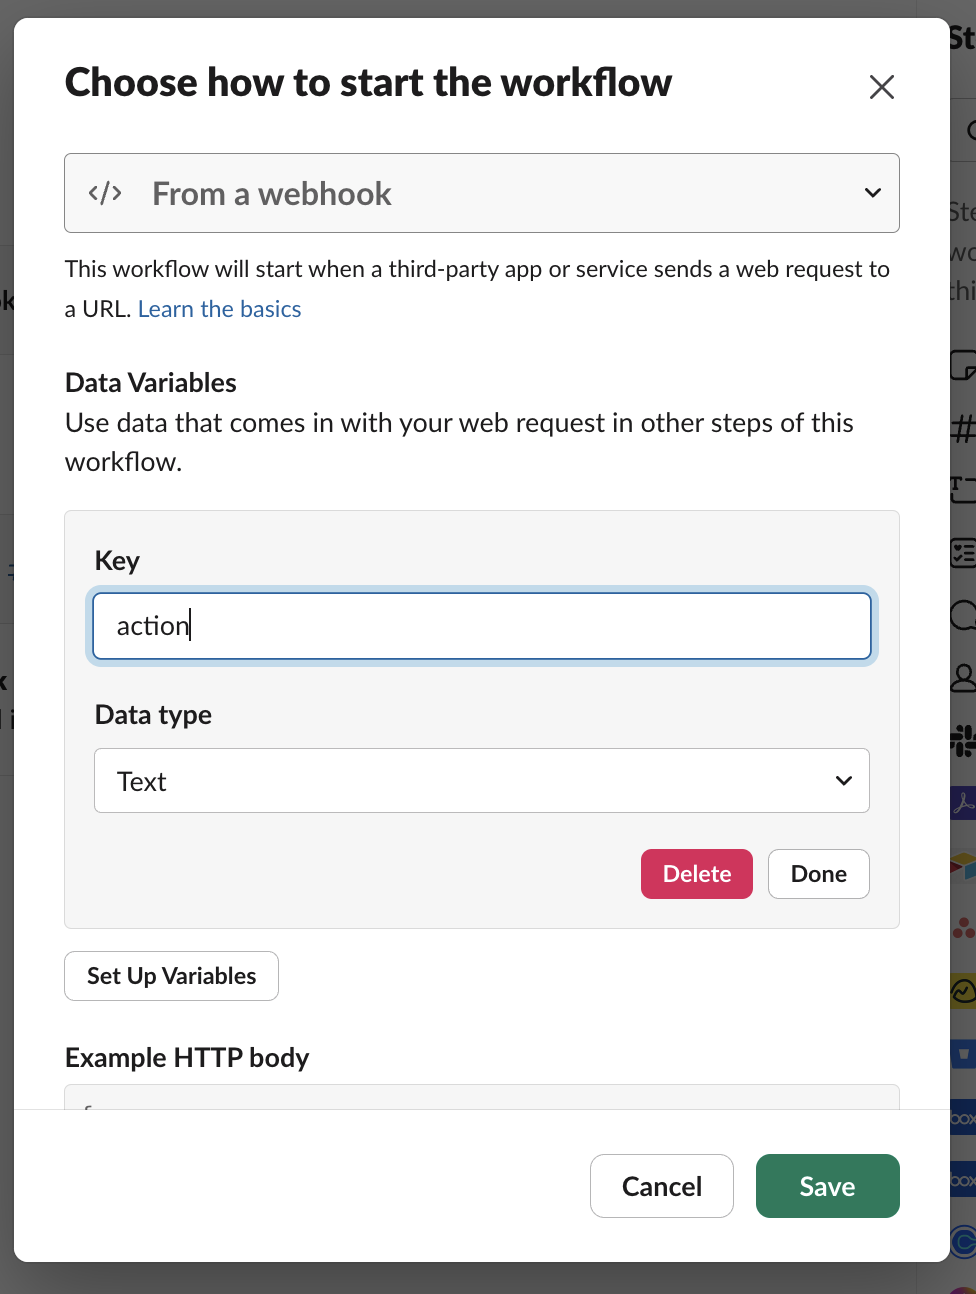 Choose how to start the workflow
</> From a webhook
This workflow will start when a third-party app or service sends a web request to
a URL. Learn the basics
Data Variables
Use data that comes in with your web request in other steps of this
workflow.
Key
action
Data type
Text
Delete
Done
Set Up Variables
Example HTTP body
Cancel
Save